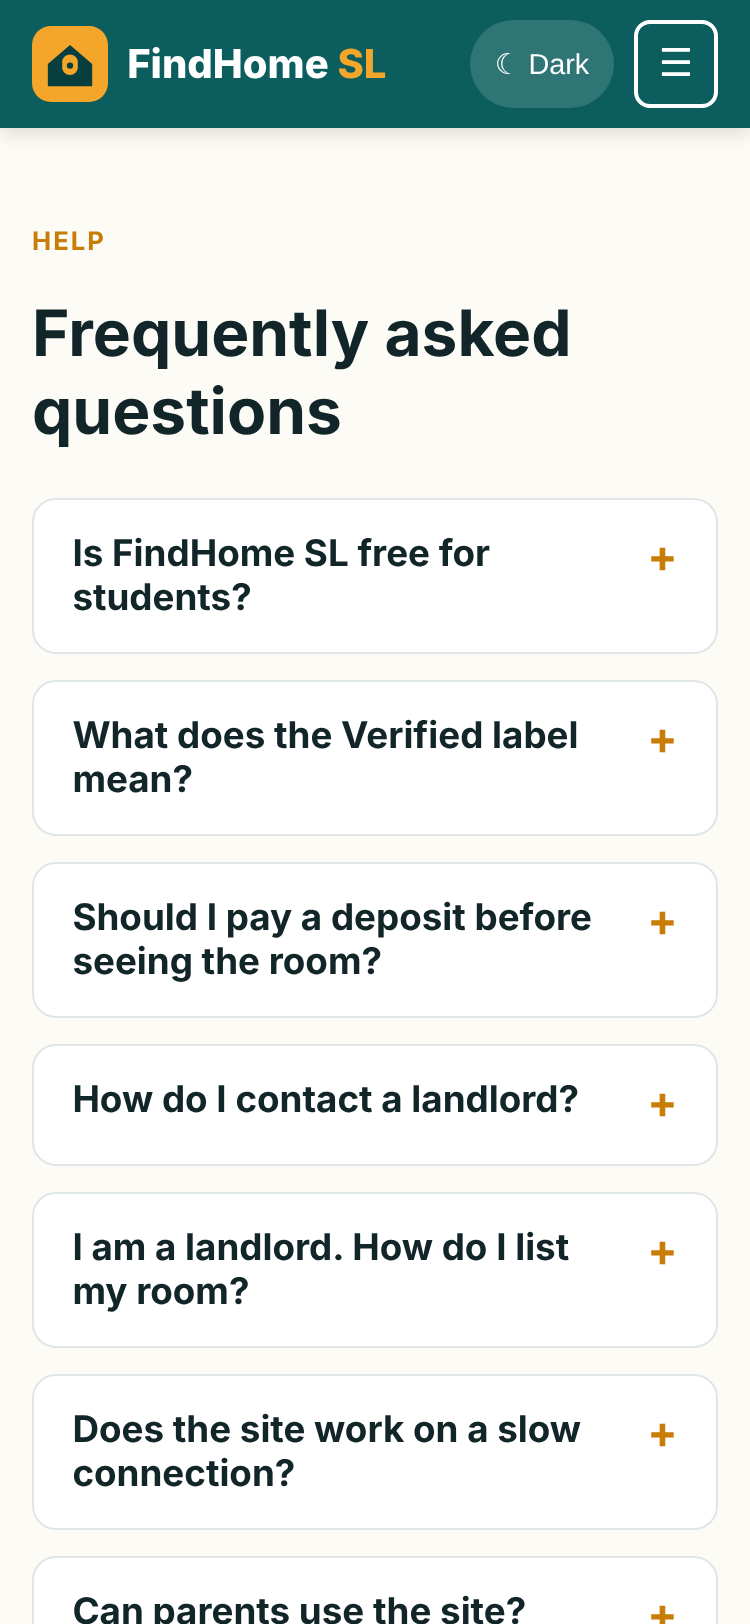 FindHome SL
☾ Dark
☰
HELP
Frequently asked
questions
Is FindHome SL free for
students?
+
What does the Verified label
mean?
+
Should I pay a deposit before
seeing the room?
+
How do I contact a landlord?
+
I am a landlord. How do I list
my room?
+
Does the site work on a slow
connection?
+
Can parents use the site?
+